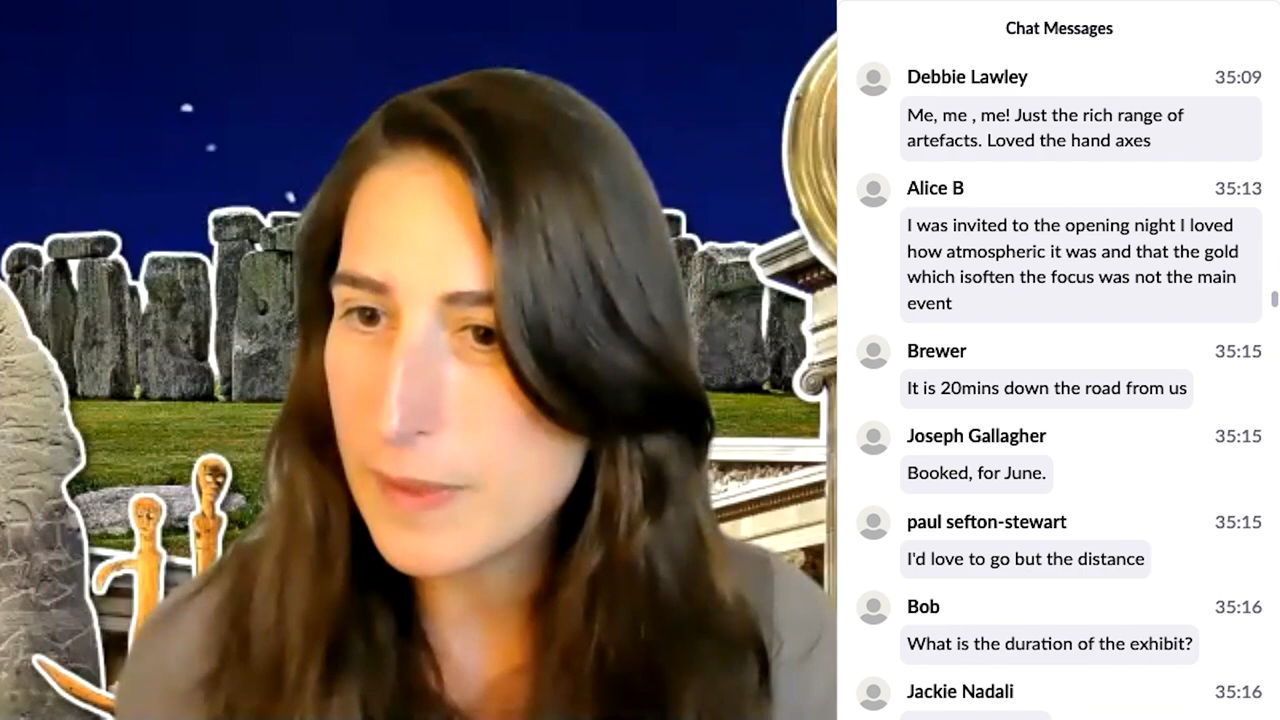 Chat Messages
Debbie Lawley 35:09
Me, me , me! Just the rich range of
artefacts. Loved the hand axes
Alice B 35:13
I was invited to the opening night I loved
how atmospheric it was and that the gold
which isoften the focus was not the main
event
Brewer 35:15
It is 20mins down the road from us
Joseph Gallagher 35:15
Booked, for June.
paul sefton-stewart 35:15
I'd love to go but the distance
Bob 35:16
What is the duration of the exhibit?
Jackie Nadali 35:16